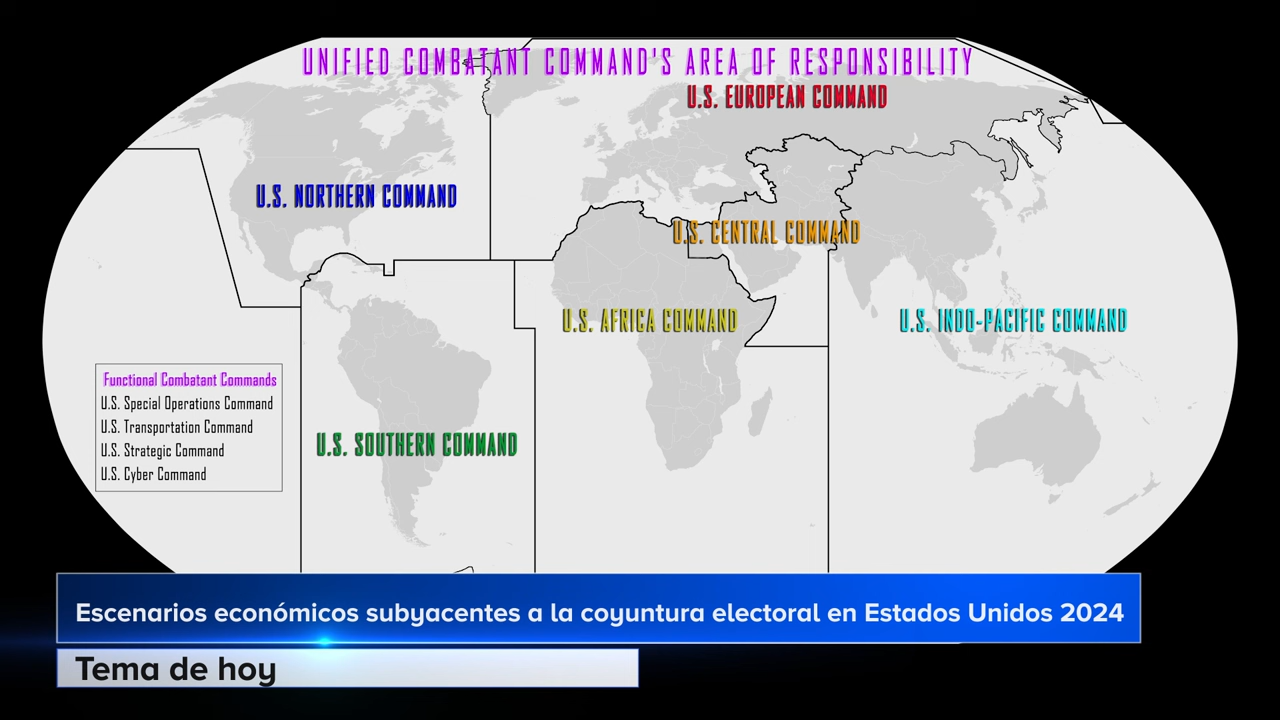 UNIFIED COMBATANT COMMAND'S AREA OF RESPONSIBILITY
U.S. EUROPEAN COMMAND
U.S. NORTHERN COMMAND
U.S. CENTRAL COMMAND
U.S. AFRICA COMMAND
U.S. INDO-PACIFIC COMMAND
Functional Combatant Commands
U.S. Special Operations Command
U.S. Transportation Command
U.S. Strategic Command
U.S. Cyber Command
U.S. SOUTHERN COMMAND
Escenarios económicos subyacentes a la coyuntura electoral en Estados Unidos 2024
Tema de hoy